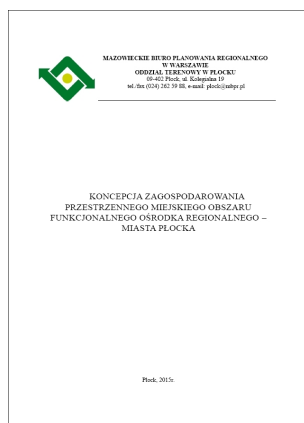 MAZOWIECKIE BIURO PLANOWANIA REGIONALNEGO
W WARSZAWIE
ODDZIAŁ TERENOWY W PŁOCKU
09-402 Płock, ul. Kolegialna 19
tel./fax (024) 262 59 88, e-mail: plock@mbpr.pl
KONCEPCJA ZAGOSPODAROWANIA
PRZESTRZENNEGO MIEJSKIEGO OBSZARU
FUNKCJONALNEGO OŚRODKA REGIONALNEGO –
MIASTA PŁOCKA
Płock, 2015r.